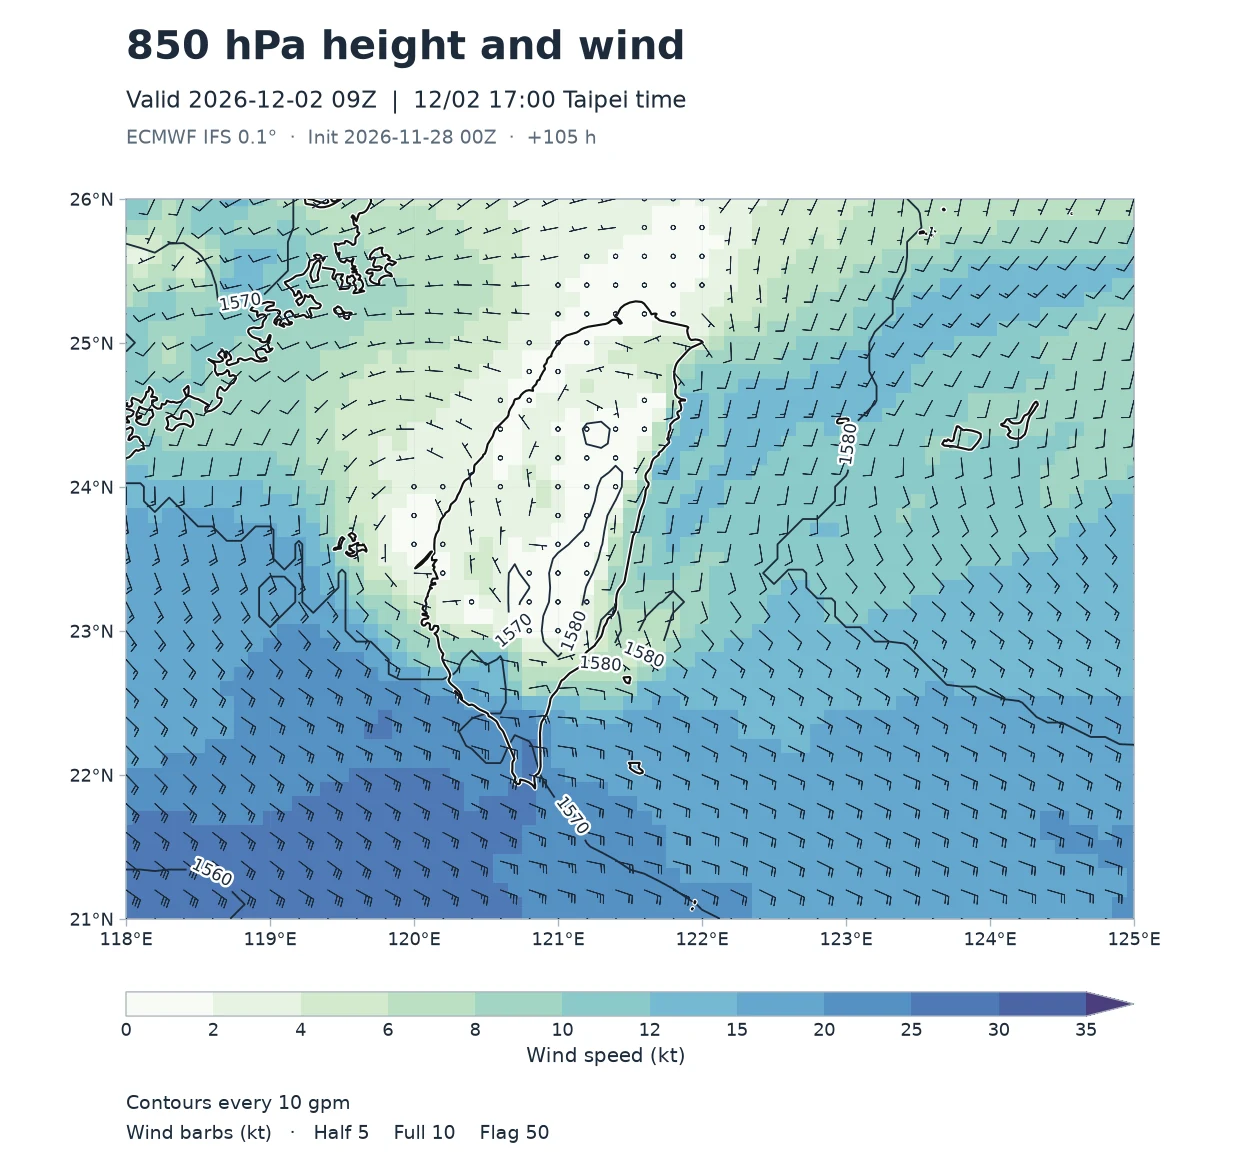 850 hPa height and wind
Valid 2026-12-02 09Z | 12/02 17:00 Taipei time
ECMWF IFS 0.1° · Init 2026-11-28 00Z · +105 h
26°N
25°N
24°N
23°N
22°N
21°N
1570
1580
1570
1580
1580
1580
1570
1560
118°E 119°E 120°E 121°E 122°E 123°E 124°E 125°E
0 2 4 6 8 10 12 15 20 25 30 35
Wind speed (kt)
Contours every 10 gpm
Wind barbs (kt) · Half 5 Full 10 Flag 50